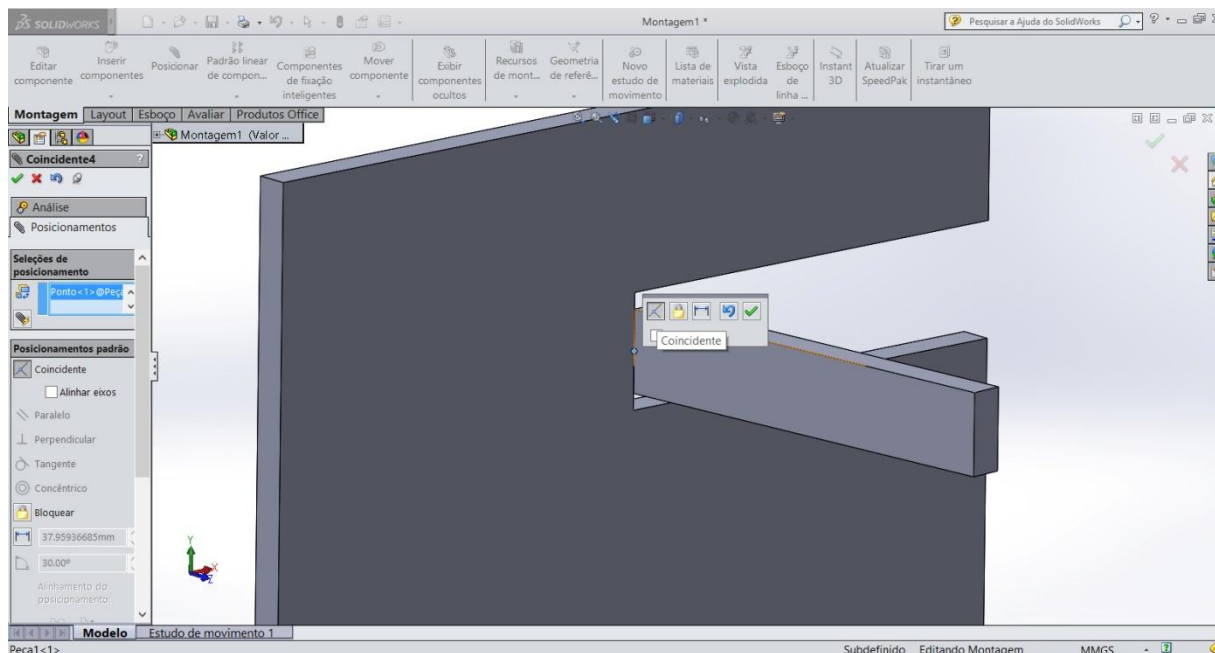 SOLIDWORKS
Montagem1 *
Pesquisar a Ajuda do SolidWorks
Editar componente
Inserir componentes
Posicionar
Padrão linear de compon...
Componentes de fixação inteligentes
Mover componente
Exibir componentes ocultos
Recursos de mont...
Geometria de referê...
Novo estudo de movimento
Lista de materiais
Vista explodida
Esboço de linha ...
Instant 3D
Atualizar SpeedPak
Tirar um instantâneo
Montagem Layout Esboço Avaliar Produtos Office
Montagem1 (Valor ...
Coincidente4 ?
Análise
Posicionamentos
Seleções de
posicionamento
Ponto<1>@Peça
Posicionamentos padrão
Coincidente
Alinhar eixos
Paralelo
Perpendicular
Tangente
Concêntrico
Bloquear
37.95936685mm
30.00º
Alinhamento do
posicionamento:
Coincidente
Y
X
Z
Modelo Estudo de movimento 1
Peça1<1> Subdefinido Editando Montagem MMGS